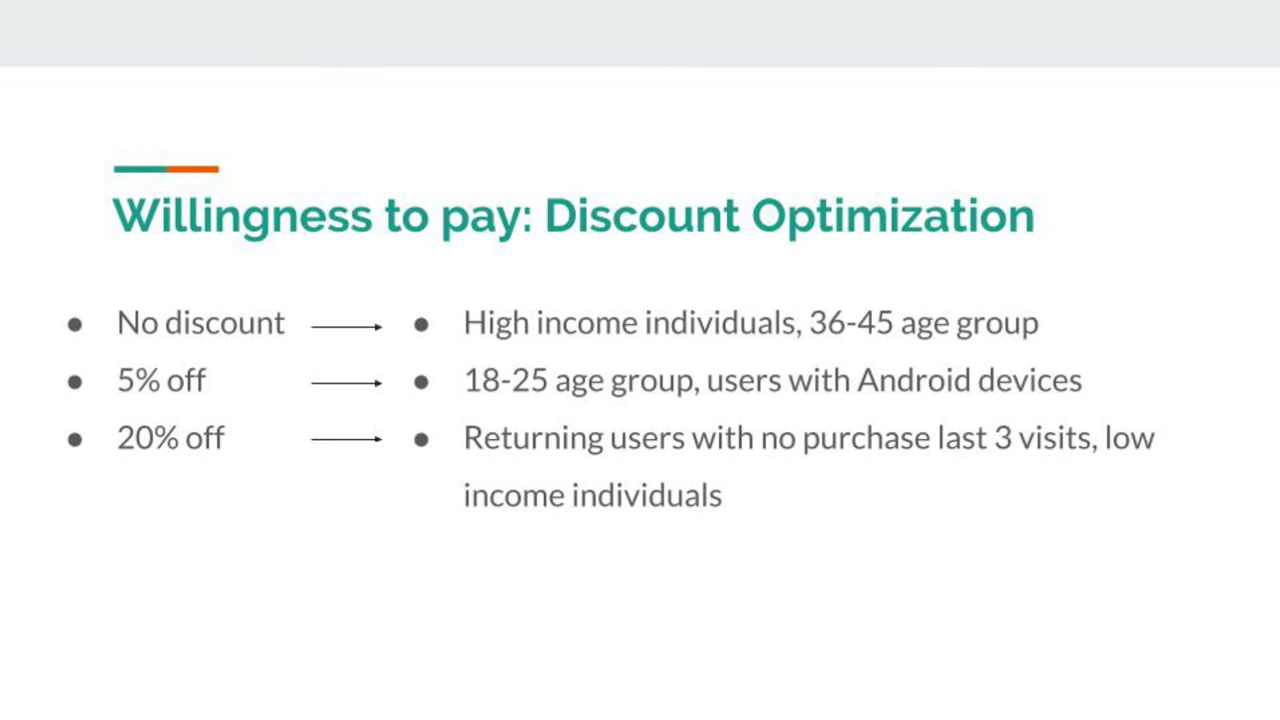 Willingness to pay: Discount Optimization
● No discount ● High income individuals, 36-45 age group
● 5% off ● 18-25 age group, users with Android devices
● 20% off ● Returning users with no purchase last 3 visits, low
income individuals